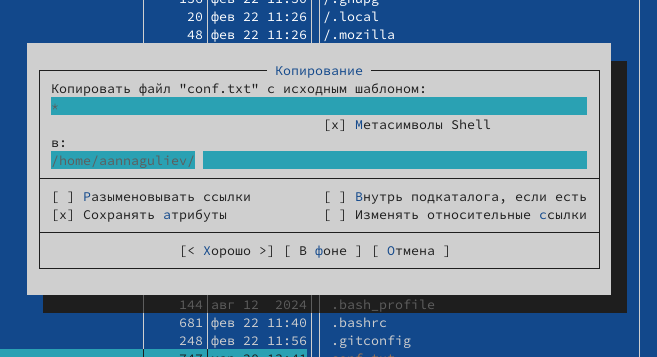 20 фев 22 11:26 /.local
48 фев 22 11:26 /.mozilla
Копирование
Копировать файл "conf.txt" с исходным шаблоном:
*
[x] Метасимволы Shell
в:
/home/aannaguliev/
[ ] Разыменовывать ссылки [ ] Внутрь подкаталога, если есть
[x] Сохранять атрибуты [ ] Изменять относительные ссылки
[< Хорошо >] [ В фоне ] [ Отмена ]
144 авг 12 2024 .bash_profile
681 фев 22 11:40 .bashrc
248 фев 22 11:56 .gitconfig